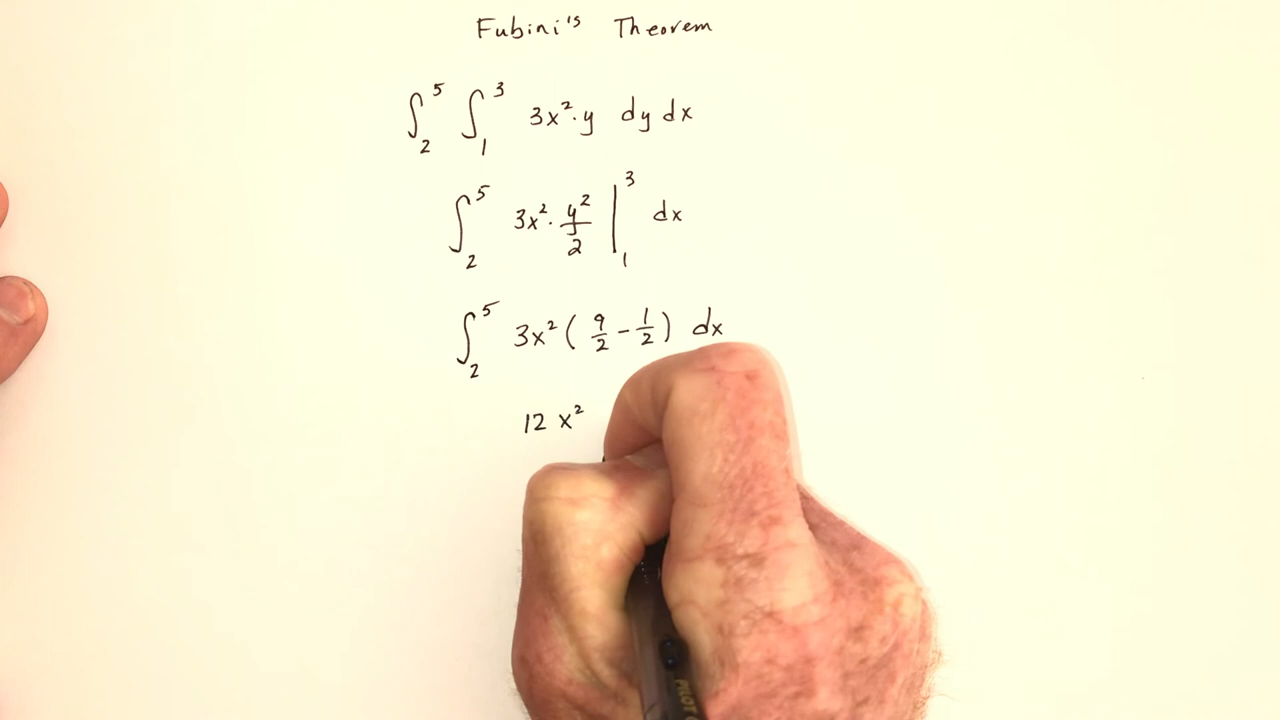 Fubini's Theorem
∫₂⁵ ∫₁³ 3x²·y dy dx
∫₂⁵ 3x²·y²/2 |₁³ dx
∫₂⁵ 3x²(9/2 - 1/2) dx
12 x²
PILOT